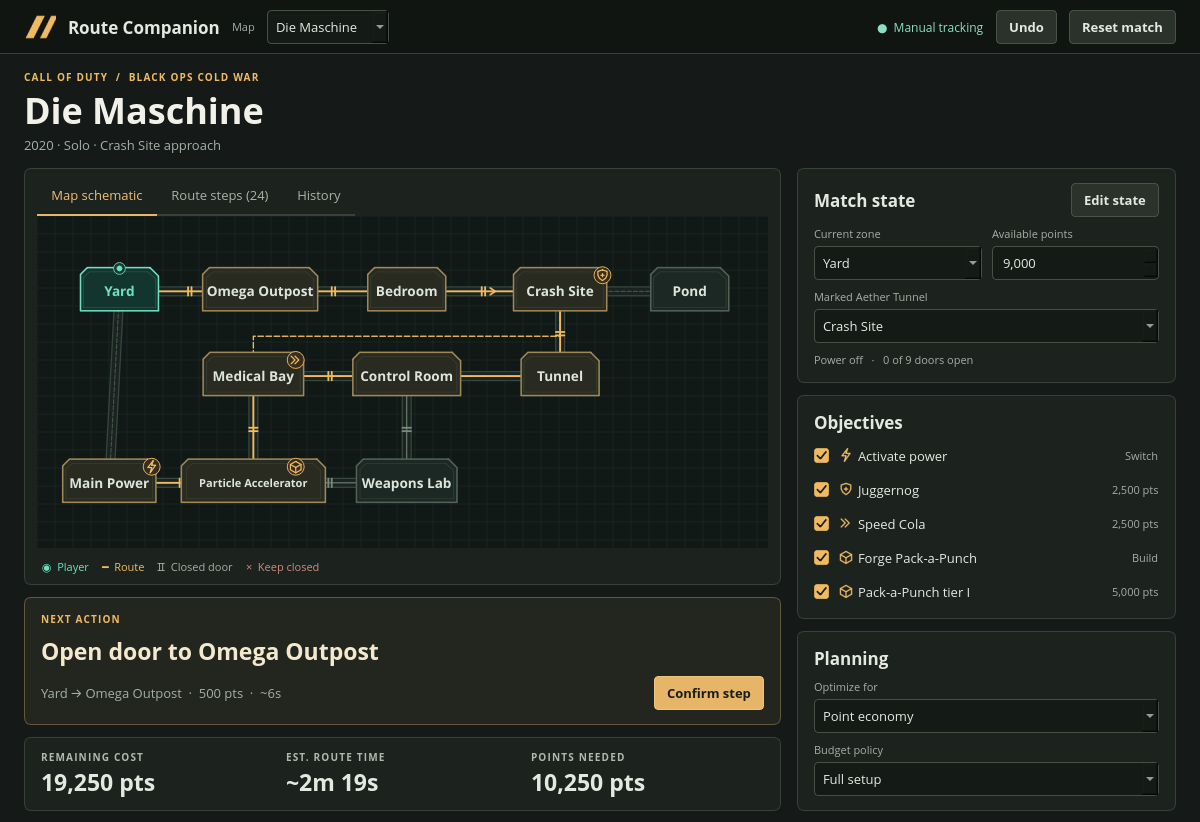 Route Companion Map Die Maschine Manual tracking Undo Reset match
CALL OF DUTY / BLACK OPS COLD WAR
Die Maschine
2020 · Solo · Crash Site approach
Map schematic Route steps (24) History
Yard Omega Outpost Bedroom Crash Site Pond
Medical Bay Control Room Tunnel
Main Power Particle Accelerator Weapons Lab
Player Route Closed door × Keep closed
NEXT ACTION
Open door to Omega Outpost
Yard → Omega Outpost · 500 pts · ~6s
Confirm step
REMAINING COST EST. ROUTE TIME POINTS NEEDED
19,250 pts ~2m 19s 10,250 pts
Match state Edit state
Current zone Available points
Yard 9,000
Marked Aether Tunnel
Crash Site
Power off · 0 of 9 doors open
Objectives
Activate power Switch
Juggernog 2,500 pts
Speed Cola 2,500 pts
Forge Pack-a-Punch Build
Pack-a-Punch tier I 5,000 pts
Planning
Optimize for
Point economy
Budget policy
Full setup